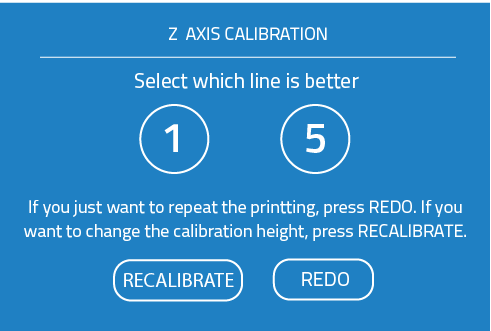 Z AXIS CALIBRATION
Select which line is better
1 5
If you just want to repeat the printting, press REDO. If you
want to change the calibration height, press RECALIBRATE.
RECALIBRATE REDO